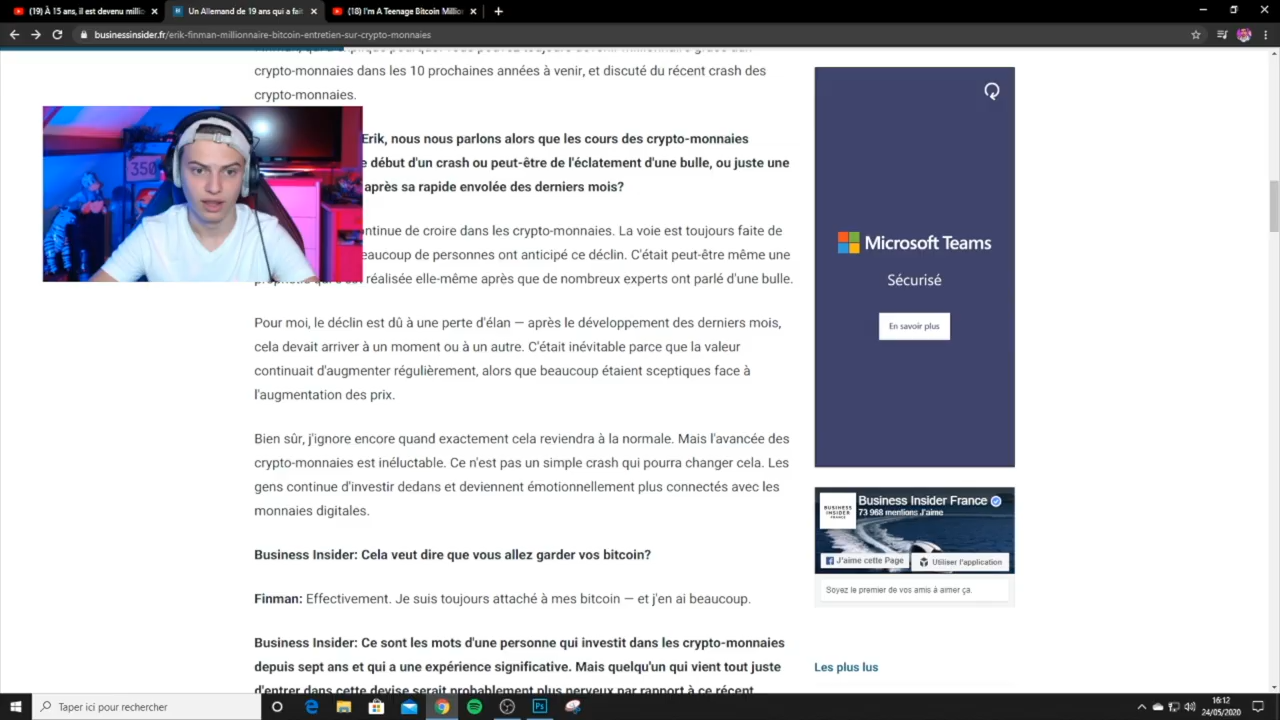 (19) À 15 ans, il est devenu milli
Un Allemand de 19 ans qui a fait
(18) I'm A Teenage Bitcoin Million
businessinsider.fr/erik-finman-millionnaire-bitcoin-entretien-sur-crypto-monnaies
crypto-monnaies dans les 10 prochaines années à venir, et discuté du récent crash des
crypto-monnaies.
Erik, nous nous parlons alors que les cours des crypto-monnaies
début d'un crash ou peut-être de l'éclatement d'une bulle, ou juste une
après sa rapide envolée des derniers mois?
ntinue de croire dans les crypto-monnaies. La voie est toujours faite de
eaucoup de personnes ont anticipé ce déclin. C'était peut-être même une
réalisée elle-même après que de nombreux experts ont parlé d'une bulle.
Pour moi, le déclin est dû à une perte d'élan — après le développement des derniers mois,
cela devait arriver à un moment ou à un autre. C'était inévitable parce que la valeur
continuait d'augmenter régulièrement, alors que beaucoup étaient sceptiques face à
l'augmentation des prix.
Bien sûr, j'ignore encore quand exactement cela reviendra à la normale. Mais l'avancée des
crypto-monnaies est inéluctable. Ce n'est pas un simple crash qui pourra changer cela. Les
gens continue d'investir dedans et deviennent émotionnellement plus connectés avec les
monnaies digitales.
Business Insider: Cela veut dire que vous allez garder vos bitcoin?
Finman: Effectivement. Je suis toujours attaché à mes bitcoin — et j'en ai beaucoup.
Business Insider: Ce sont les mots d'une personne qui investit dans les crypto-monnaies
depuis sept ans et qui a une expérience significative. Mais quelqu'un qui vient tout juste
d'entrer dans cette devise serait probablement plus nerveux par rapport à ce récent
350
Microsoft Teams
Sécurisé
En savoir plus
BUSINESS
INSIDER
FRANCE
Business Insider France
73 968 mentions J'aime
J'aime cette Page
Utiliser l'application
Soyez le premier de vos amis à aimer ça.
Les plus lus
Taper ici pour rechercher
Ps
16:12
24/05/2020